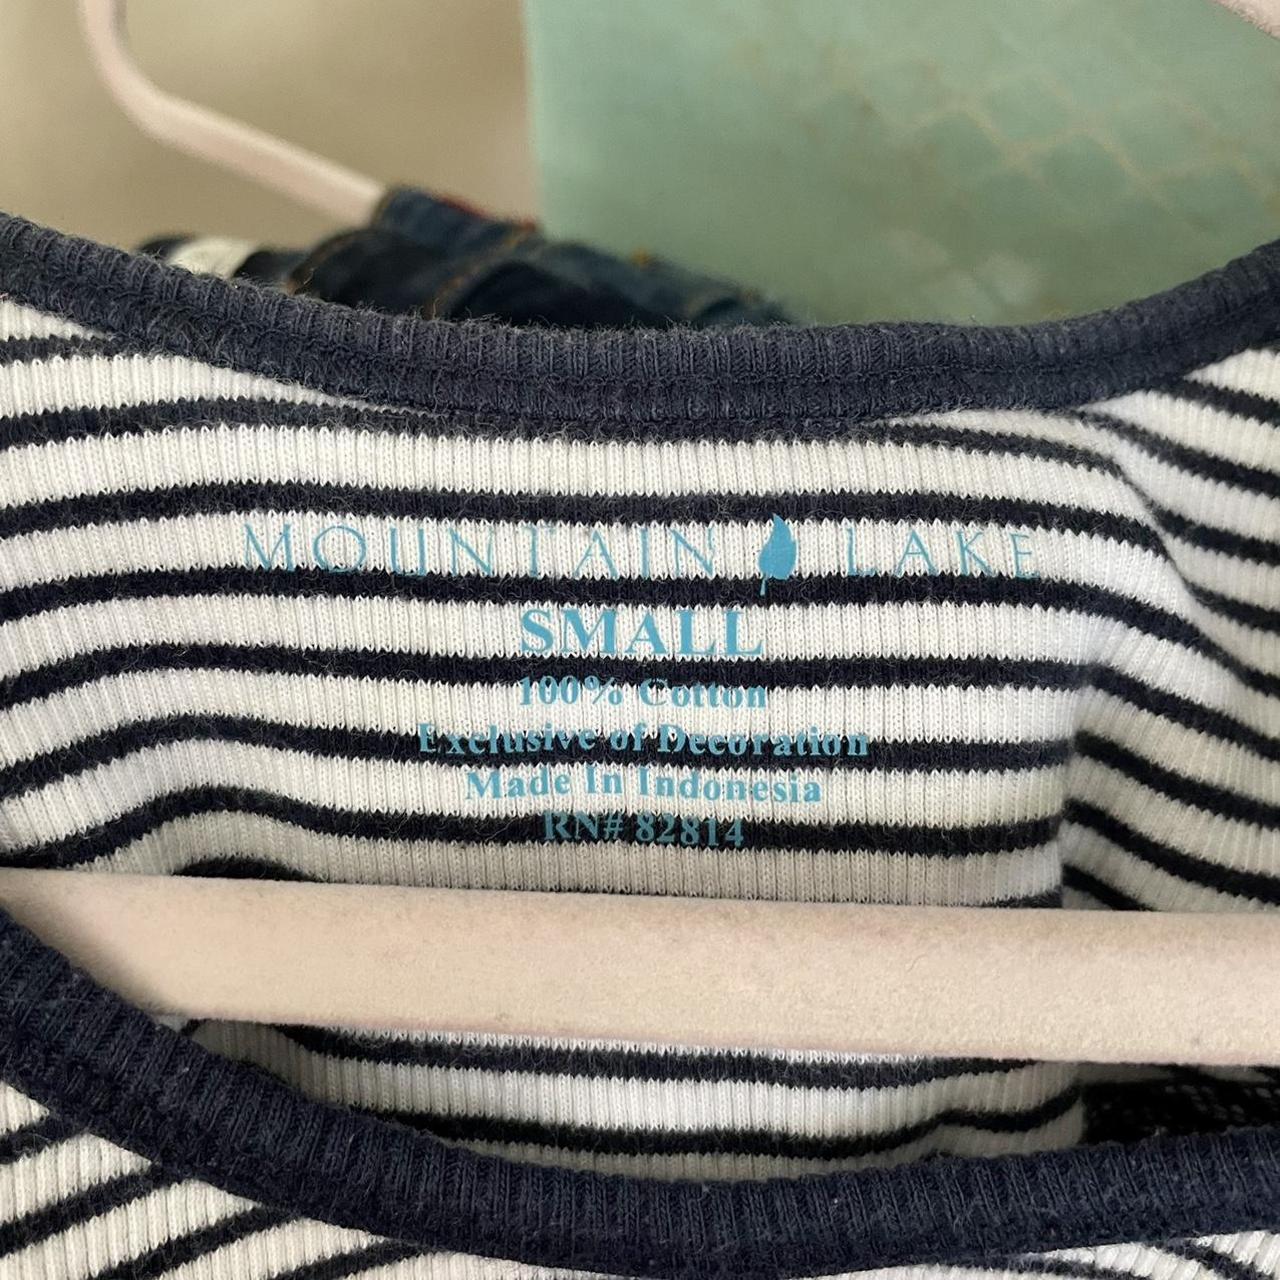 MOUNTAIN LAKE
SMALL
100% Cotton
Exclusive of Decoration
Made In Indonesia
RN# 82814